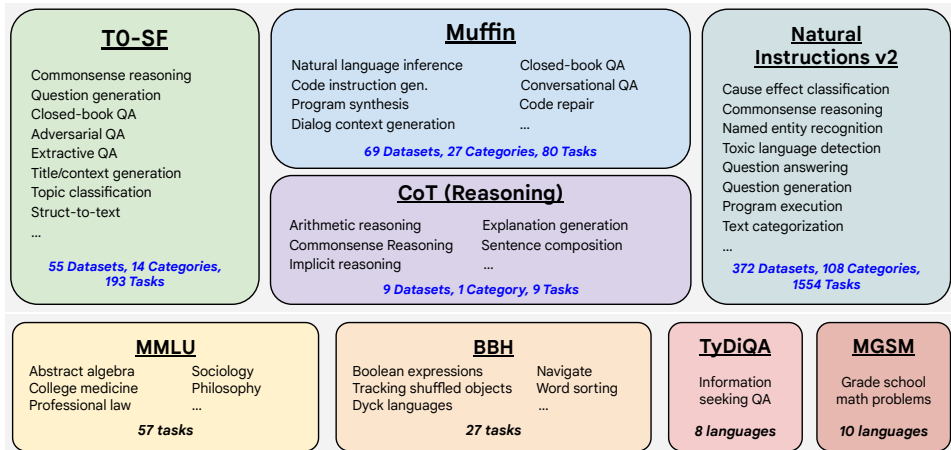 T0-SF
Commonsense reasoning
Question generation
Closed-book QA
Adversarial QA
Extractive QA
Title/context generation
Topic classification
Struct-to-text
...
55 Datasets, 14 Categories,
193 Tasks
Muffin
Natural language inference
Code instruction gen.
Program synthesis
Dialog context generation
Closed-book QA
Conversational QA
Code repair
...
69 Datasets, 27 Categories, 80 Tasks
CoT (Reasoning)
Arithmetic reasoning
Commonsense Reasoning
Implicit reasoning
Explanation generation
Sentence composition
...
9 Datasets, 1 Category, 9 Tasks
Natural
Instructions v2
Cause effect classification
Commonsense reasoning
Named entity recognition
Toxic language detection
Question answering
Question generation
Program execution
Text categorization
...
372 Datasets, 108 Categories,
1554 Tasks
MMLU
Abstract algebra
College medicine
Professional law
Sociology
Philosophy
...
57 tasks
BBH
Boolean expressions
Tracking shuffled objects
Dyck languages
Navigate
Word sorting
...
27 tasks
TyDiQA
Information
seeking QA
8 languages
MGSM
Grade school
math problems
10 languages